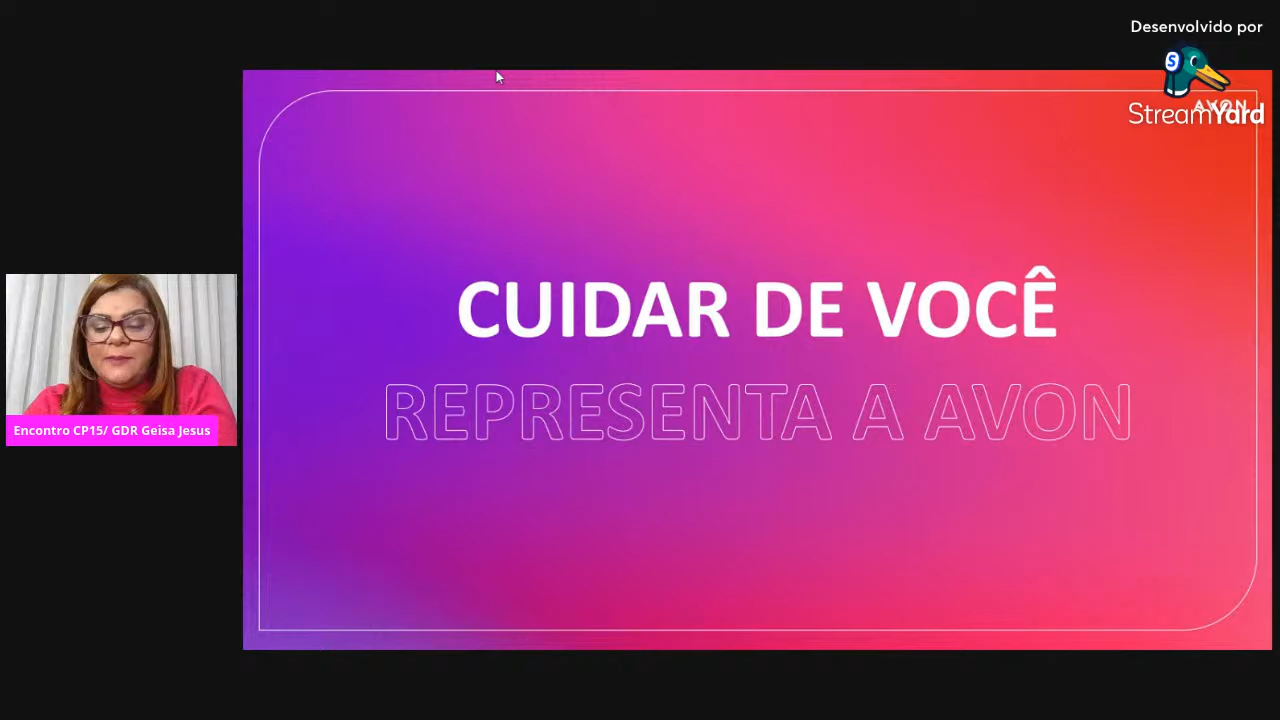 Desenvolvido por
S
AVON
StreamYard
CUIDAR DE VOCÊ
REPRESENTA A AVON
Encontro CP15/ GDR Geisa Jesus